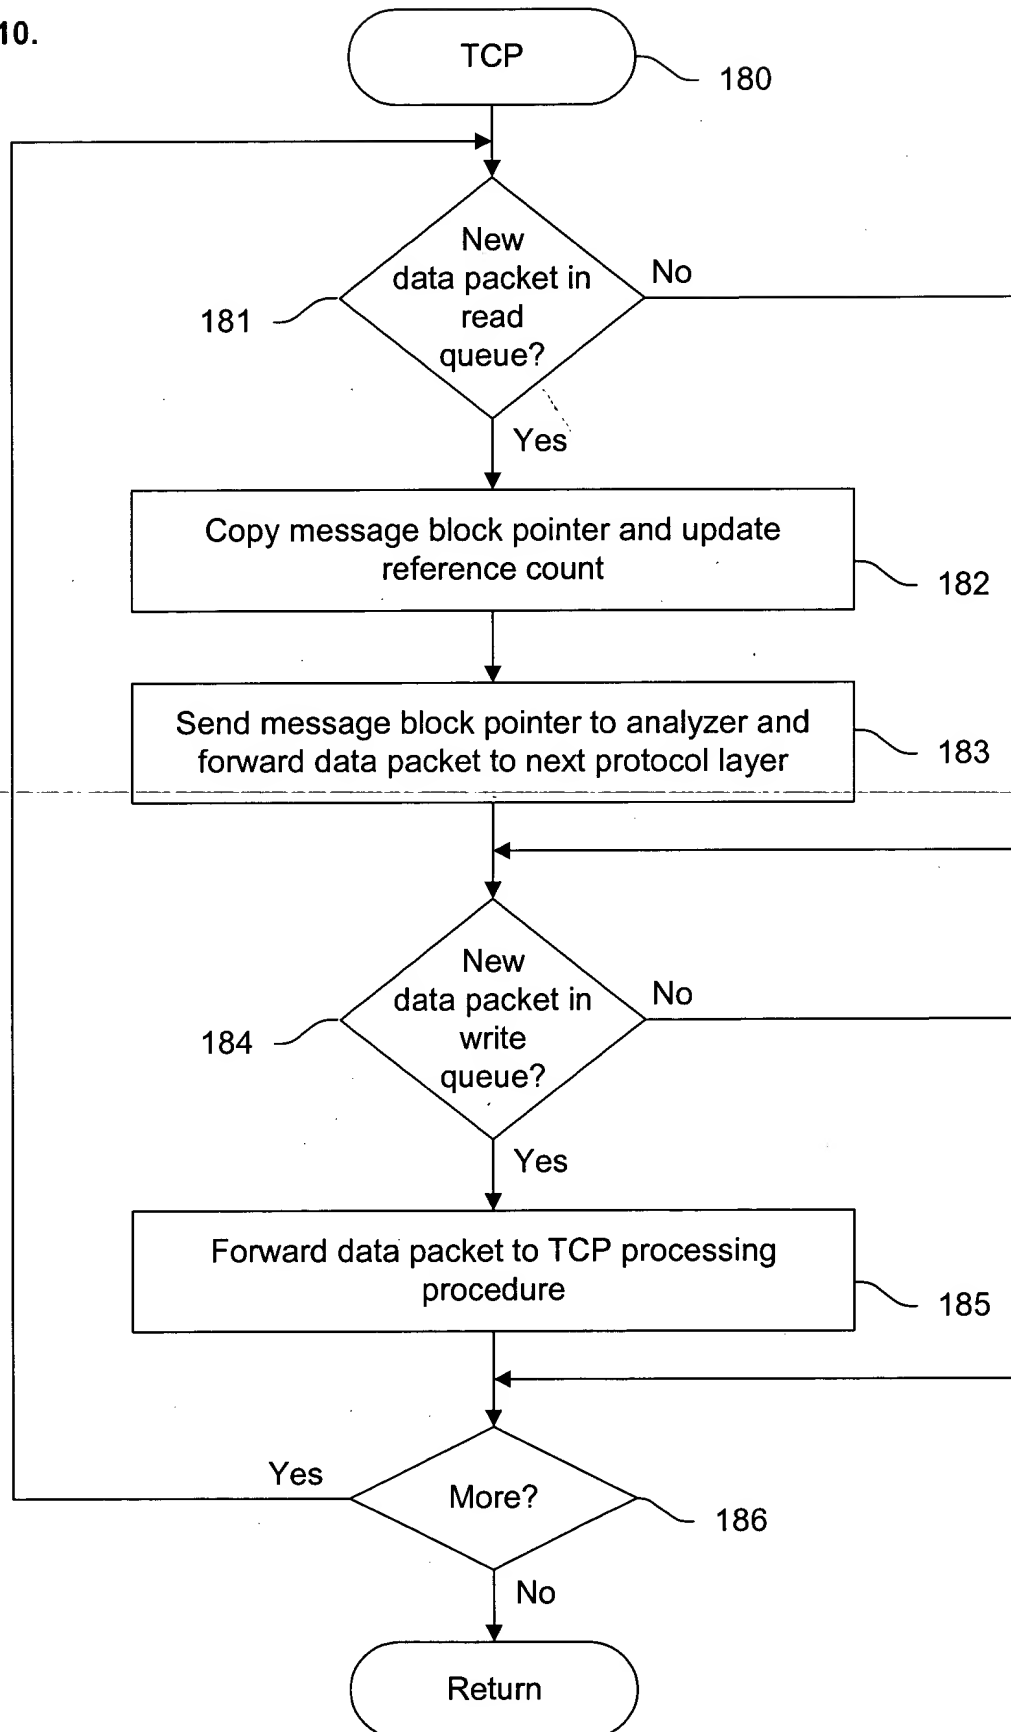 10.
TCP
180
New
data packet in
read
queue?
No
181
Yes
Copy message block pointer and update
reference count
182
Send message block pointer to analyzer and
forward data packet to next protocol layer
183
New
data packet in
write
queue?
No
184
Yes
Forward data packet to TCP processing
procedure
185
Yes
More?
186
No
Return